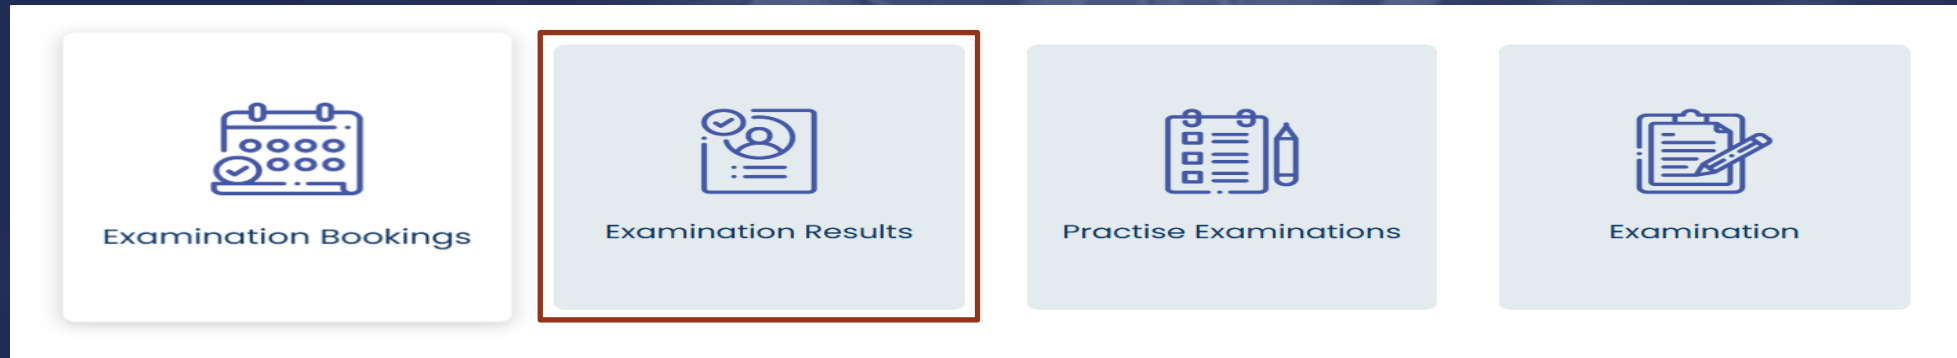 Examination Bookings
Examination Results
Practise Examinations
Examination